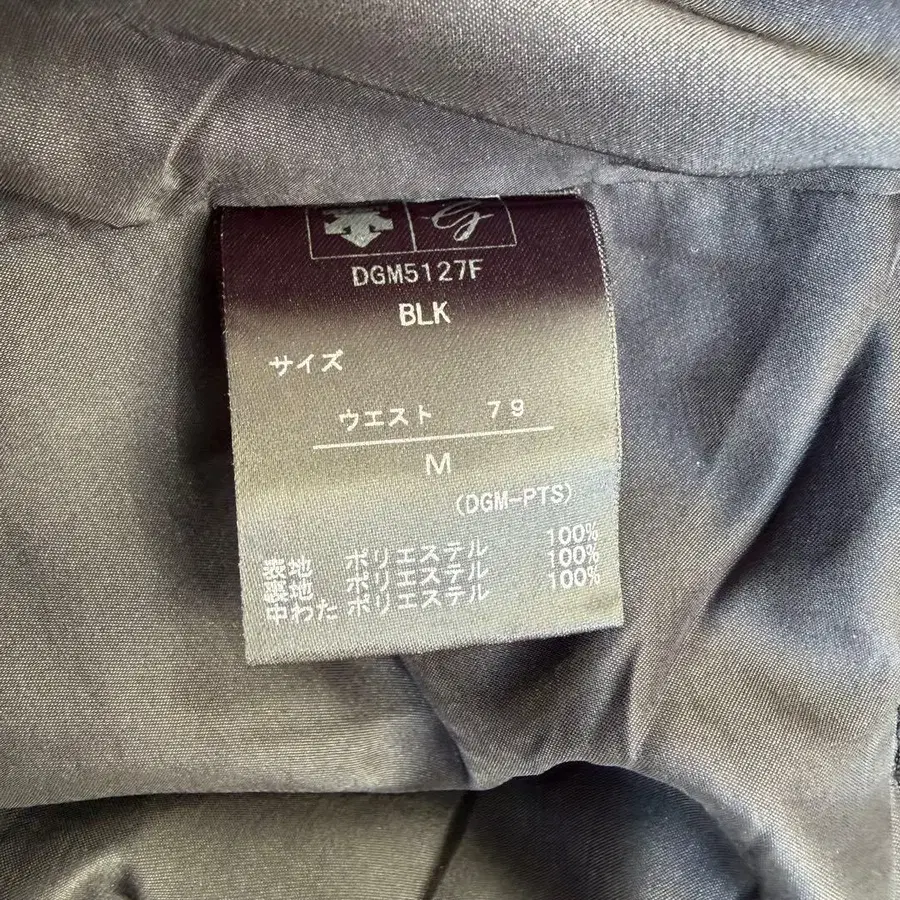 DGM5127F
BLK
サイズ
ウエスト 79
M
(DGM-PTS)
表地 ポリエステル 100%
裏地 ポリエステル 100%
中わた ポリエステル 100%